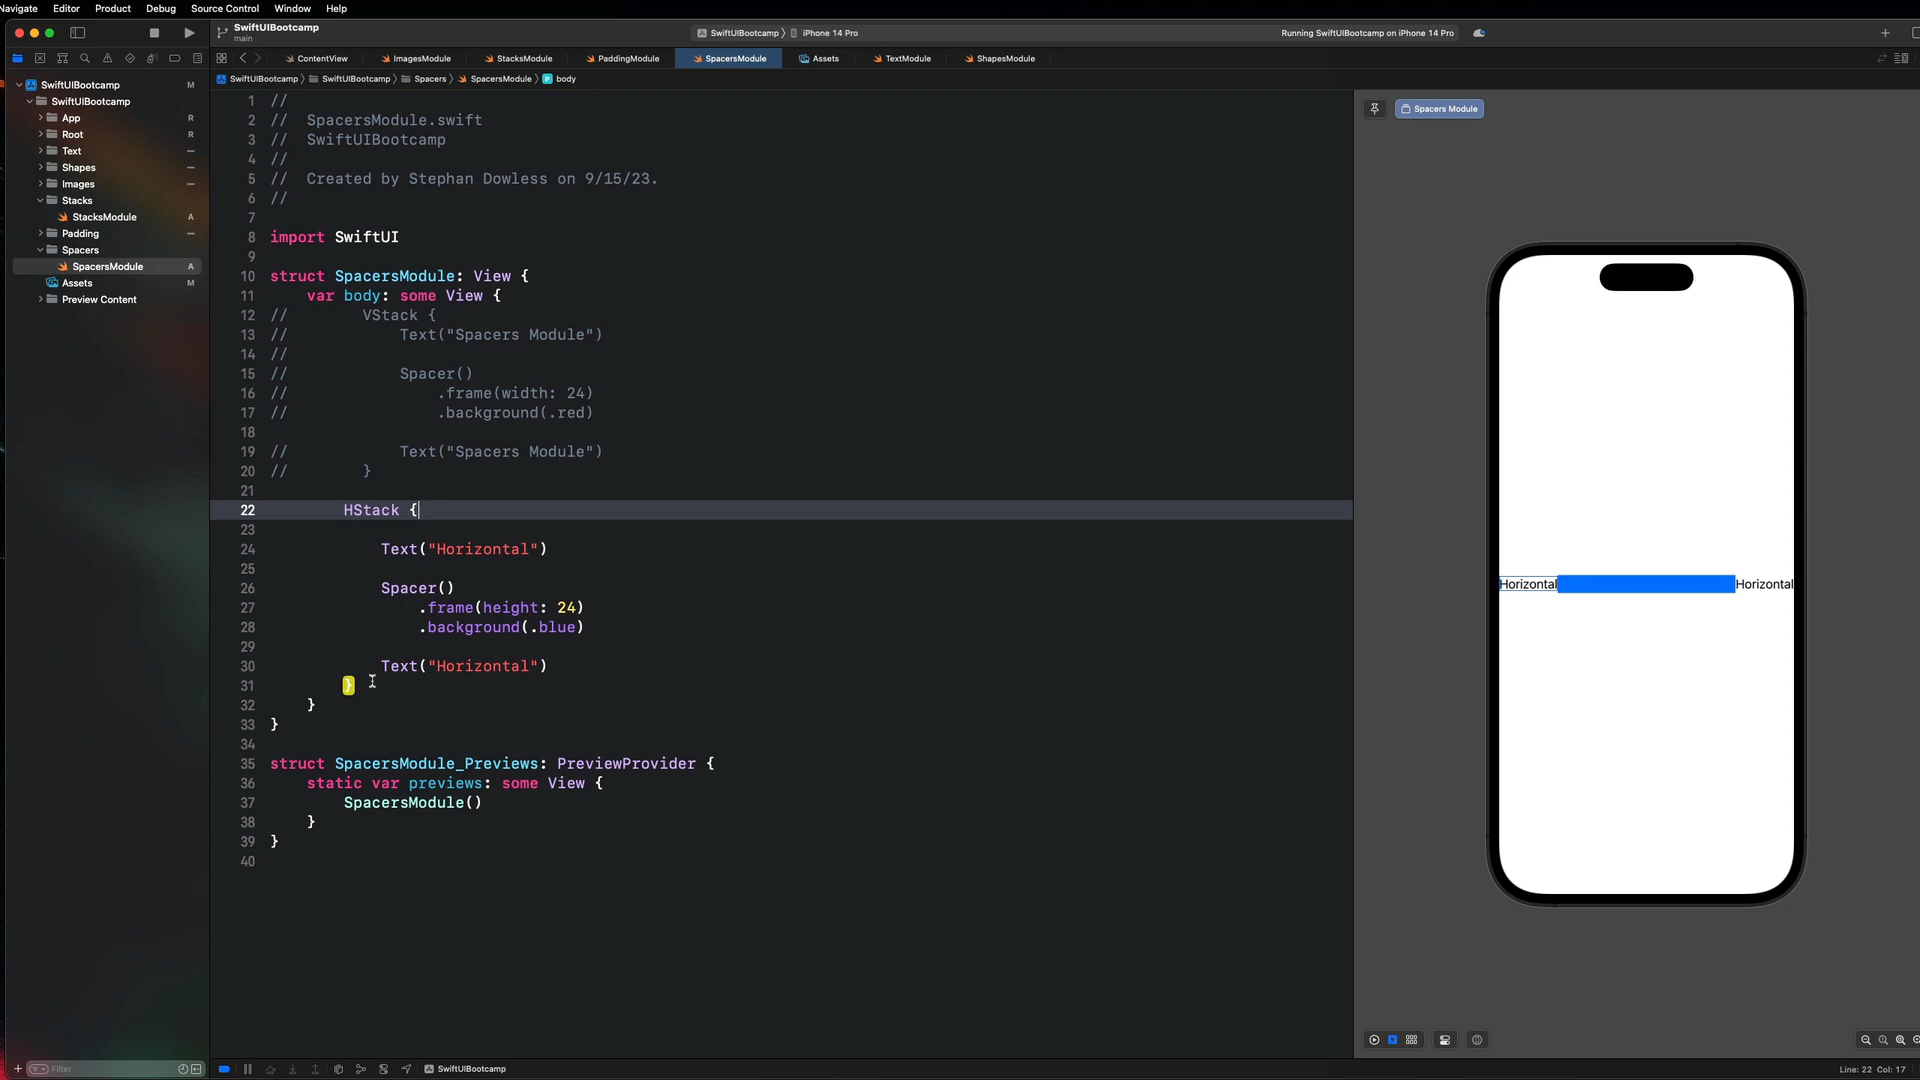 Navigate Editor Product Debug Source Control Window Help
SwiftUIBootcamp
main
SwiftUIBootcamp 〉 iPhone 14 Pro
Running SwiftUIBootcamp on iPhone 14 Pro
ContentView ImagesModule StacksModule PaddingModule SpacersModule Assets TextModule ShapesModule
SwiftUIBootcamp 〉 SwiftUIBootcamp 〉 Spacers 〉 SpacersModule 〉 body
SwiftUIBootcamp M
SwiftUIBootcamp
App R
Root R
Text
Shapes
Images
Stacks
StacksModule A
Padding
Spacers
SpacersModule A
Assets M
Preview Content
1 //
2 //  SpacersModule.swift
3 //  SwiftUIBootcamp
4 //
5 //  Created by Stephan Dowless on 9/15/23.
6 //
7
8 import SwiftUI
9
10 struct SpacersModule: View {
11     var body: some View {
12 //        VStack {
13 //            Text("Spacers Module")
14 //
15 //            Spacer()
16 //                .frame(width: 24)
17 //                .background(.red)
18
19 //            Text("Spacers Module")
20 //        }
21
22         HStack {
23
24             Text("Horizontal")
25
26             Spacer()
27                 .frame(height: 24)
28                 .background(.blue)
29
30             Text("Horizontal")
31         }
32     }
33 }
34
35 struct SpacersModule_Previews: PreviewProvider {
36     static var previews: some View {
37         SpacersModule()
38     }
39 }
40
Spacers Module
Horizontal Horizontal
Filter
SwiftUIBootcamp
Line: 22 Col: 17